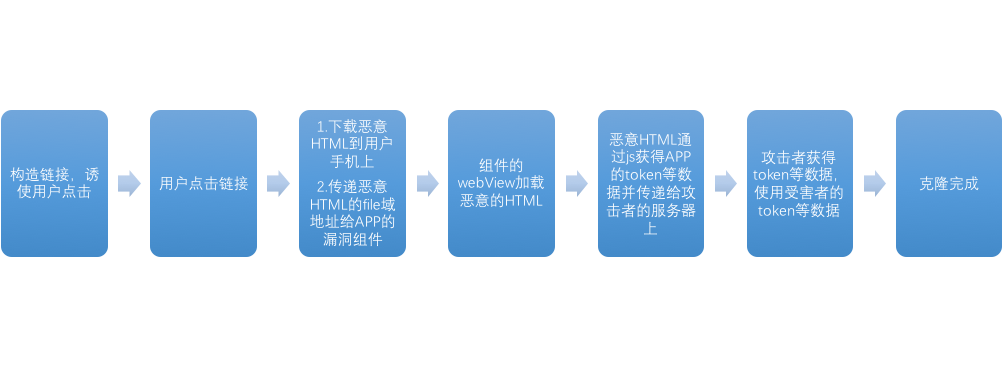 构造链接，诱
使用户点击
用户点击链接
1.下载恶意
HTML到用户
手机上
2.传递恶意
HTML的file域
地址给APP的
漏洞组件
组件的
webView加载
恶意的HTML
恶意HTML通
过js获得APP
的token等数
据并传递给攻
击者的服务器
上
攻击者获得
token等数据，
使用受害者的
token等数据
克隆完成